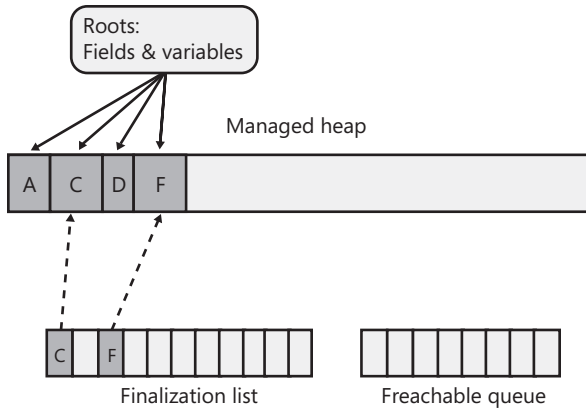 Roots:
Fields & variables
Managed heap
A C D F
C F
Finalization list Freachable queue